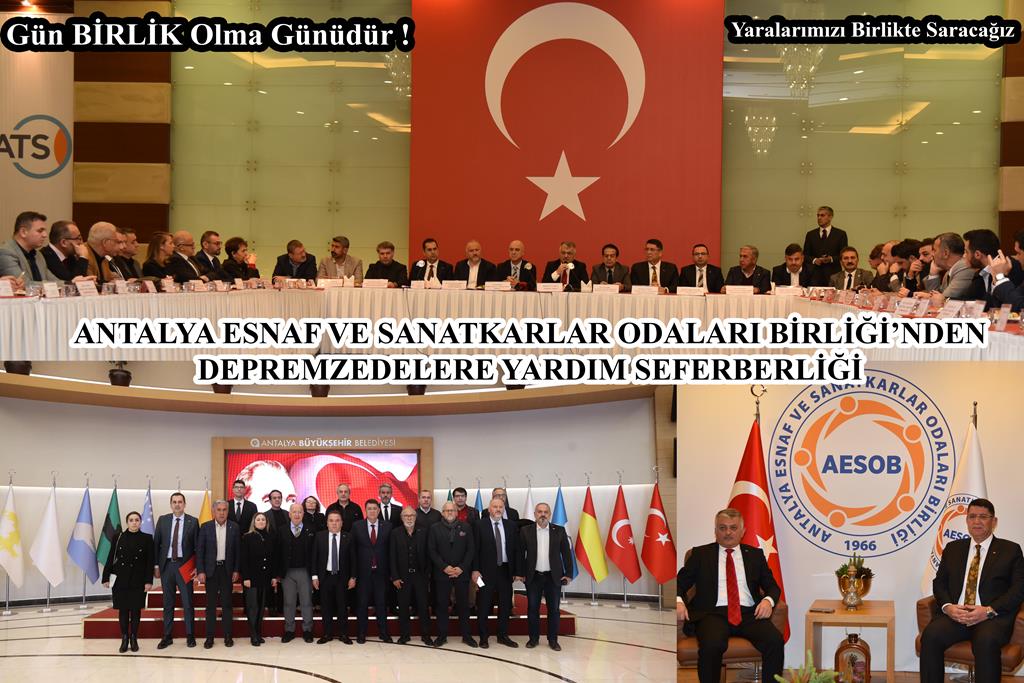 Gün BİRLİK Olma Günüdür !
Yaralarımızı Birlikte Saracağız
ATS
ANTALYA ESNAF VE SANATKARLAR ODALARI BİRLİĞİ’NDEN
DEPREMZEDELERE YARDIM SEFERBERLİĞİ
ANTALYA BÜYÜKŞEHİR BELEDİYESİ
ANTALYA ESNAF VE SANATKARLAR ODALARI BİRLİĞİ
AESOB
1966
AESOB